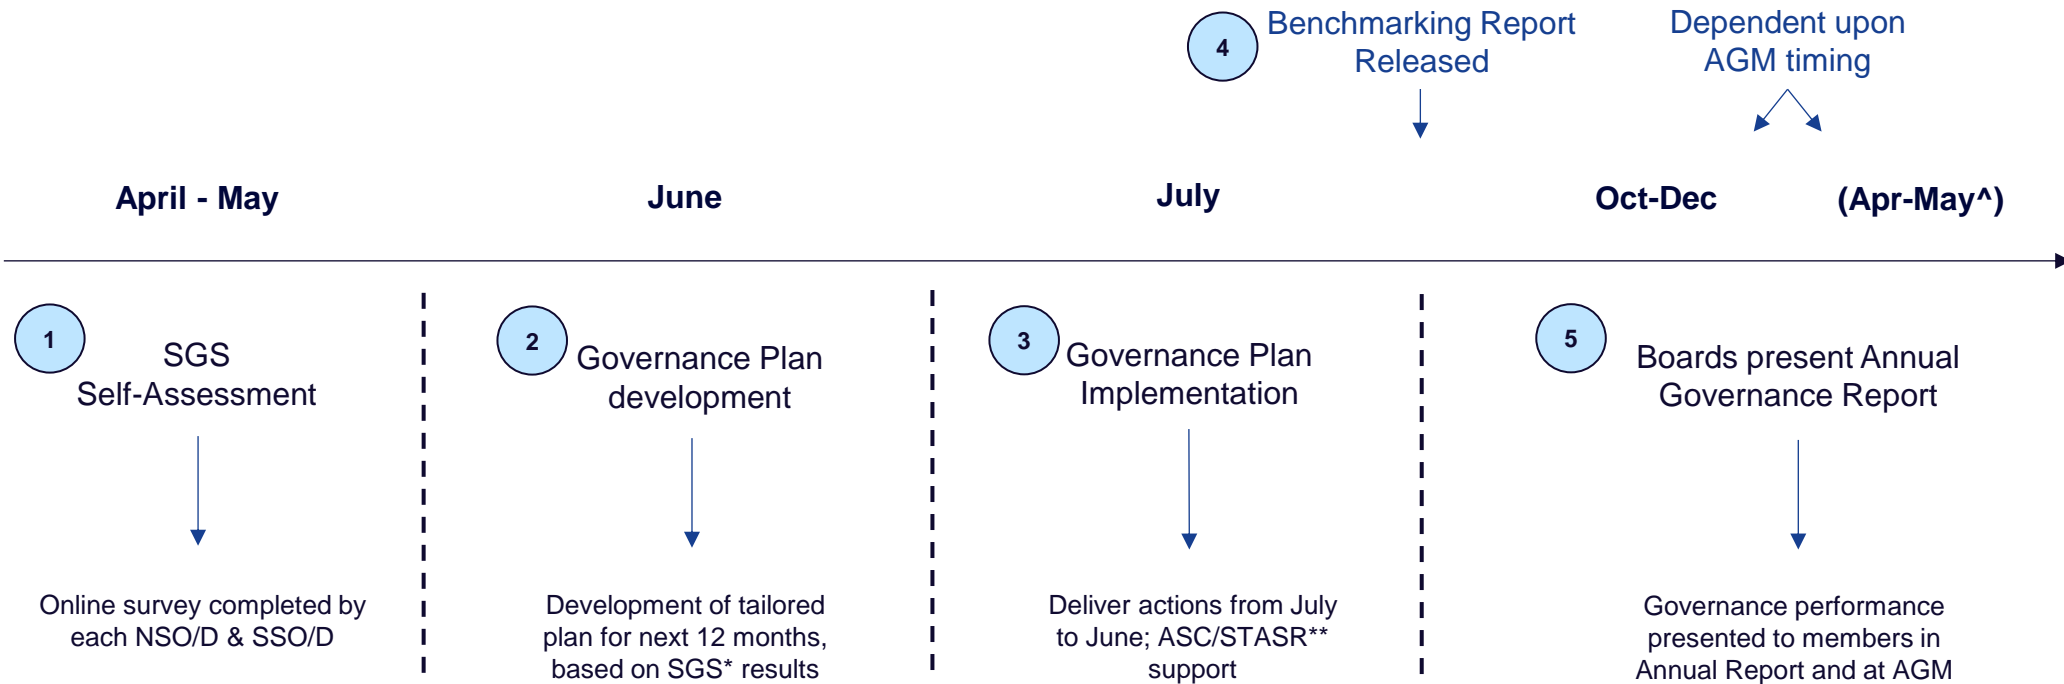 4
Benchmarking Report
Released
Dependent upon
AGM timing
April - May
June
July
Oct-Dec
(Apr-May^)
1
SGS
Self-Assessment
Online survey completed by
each NSO/D & SSO/D
2
Governance Plan
development
Development of tailored
plan for next 12 months,
based on SGS* results
3
Governance Plan
Implementation
Deliver actions from July
to June; ASC/STASR**
support
5
Boards present Annual
Governance Report
Governance performance
presented to members in
Annual Report and at AGM